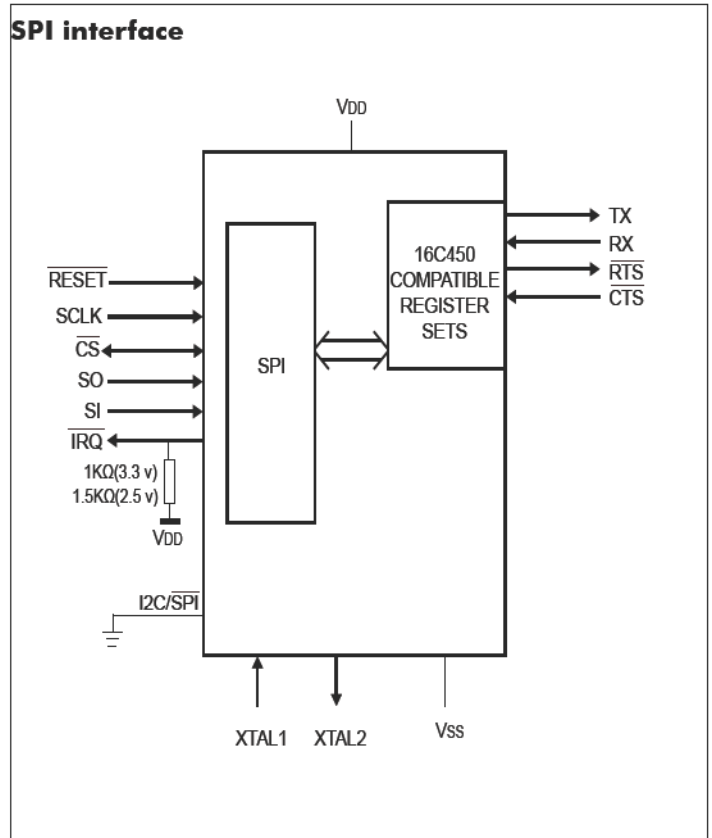 SPI interface
VDD
TX
RX
RTS
CTS
16C450
COMPATIBLE
REGISTER
SETS
RESET
SCLK
CS
SO
SI
IRQ
SPI
1KΩ(3.3 v)
1.5KΩ(2.5 v)
VDD
I2C/SPI
XTAL1
XTAL2
VSS